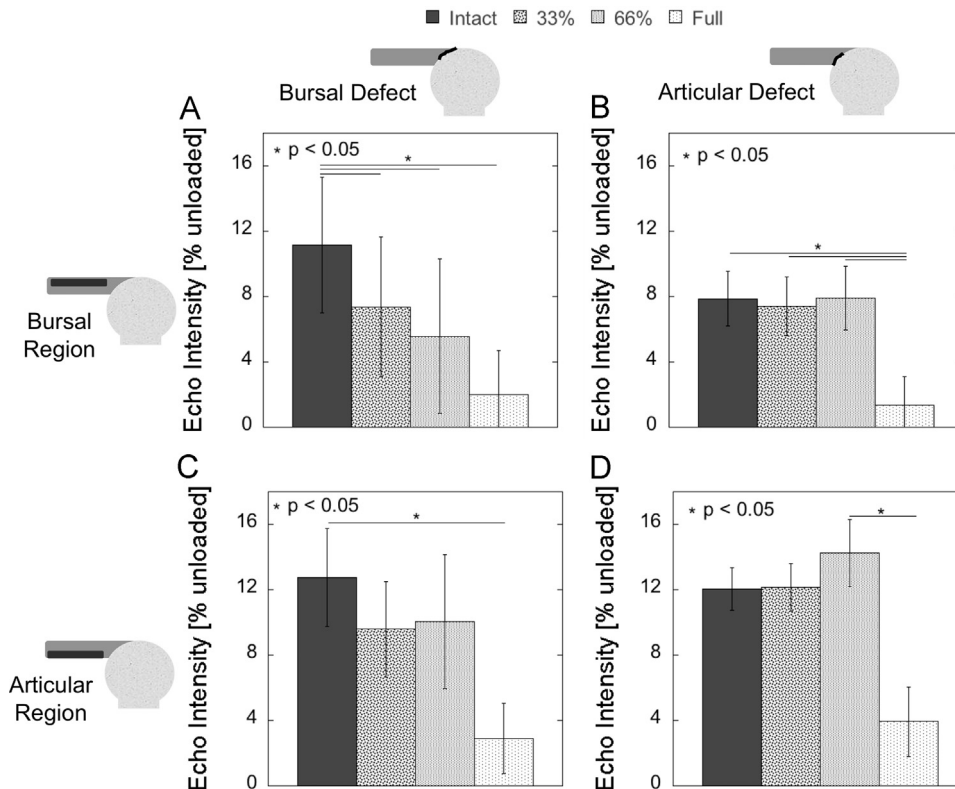 Intact 33% 66% Full
Bursal Defect
Articular Defect
A
B
* p < 0.05
*
* p < 0.05
*
Echo Intensity [% unloaded]
16
12
8
4
0
Echo Intensity [% unloaded]
16
12
8
4
0
Bursal
Region
C
D
* p < 0.05
*
* p < 0.05
*
Echo Intensity [% unloaded]
16
12
8
4
0
Echo Intensity [% unloaded]
16
12
8
4
0
Articular
Region